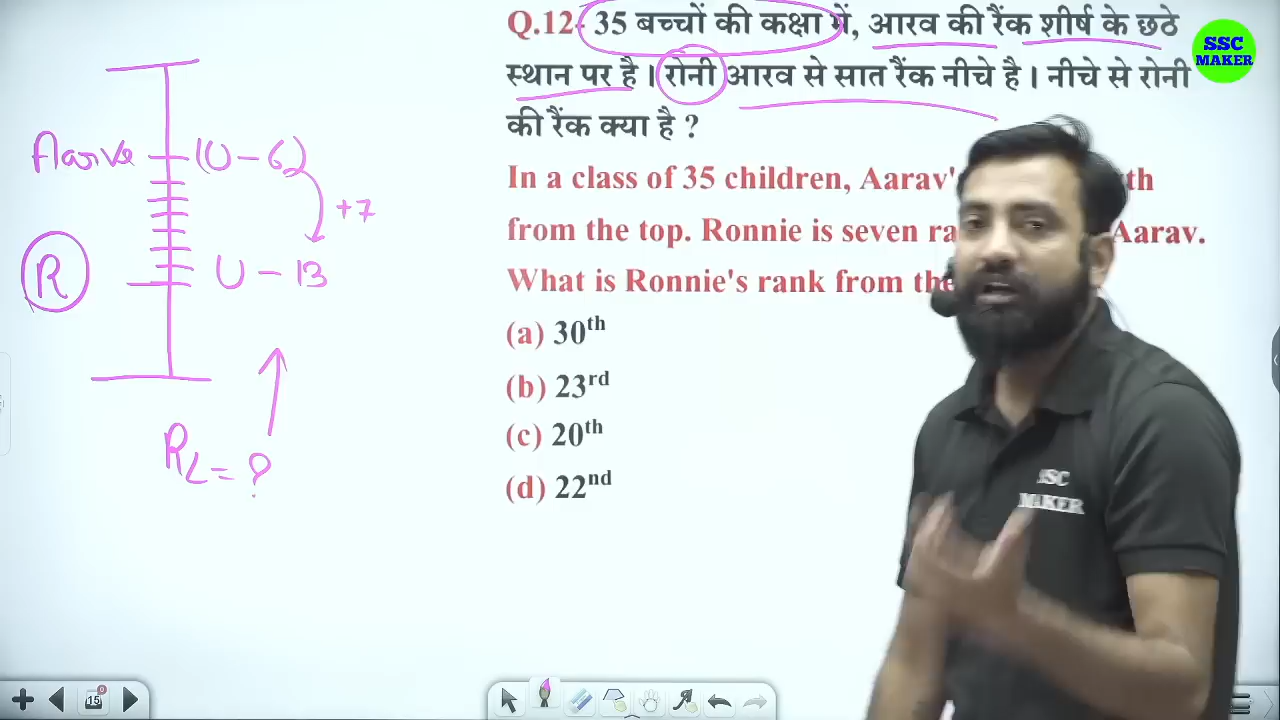 Q.12- 35 बच्चों की कक्षा में, आरव की रैंक शीर्ष के छठे
स्थान पर है। रोनी आरव से सात रैंक नीचे है। नीचे से रोनी
की रैंक क्या है ?
In a class of 35 children, Aarav'
from the top. Ronnie is seven Aarav.
What is Ronnie's rank from
(a) 30th
(b) 23rd
(c) 20th
(d) 22nd
SSC
MAKER
(U-6)
+7
R
U-13
RL=?
SSC
MAKER
15